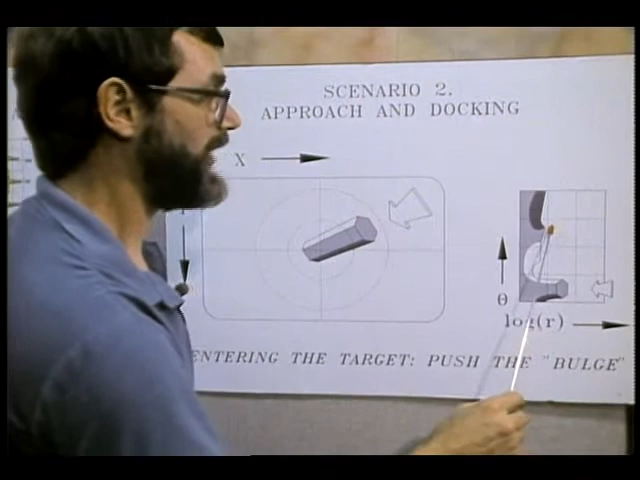 SCENARIO 2.
APPROACH AND DOCKING
X
θ
log(r)
ENTERING THE TARGET: PUSH THE "BULGE"